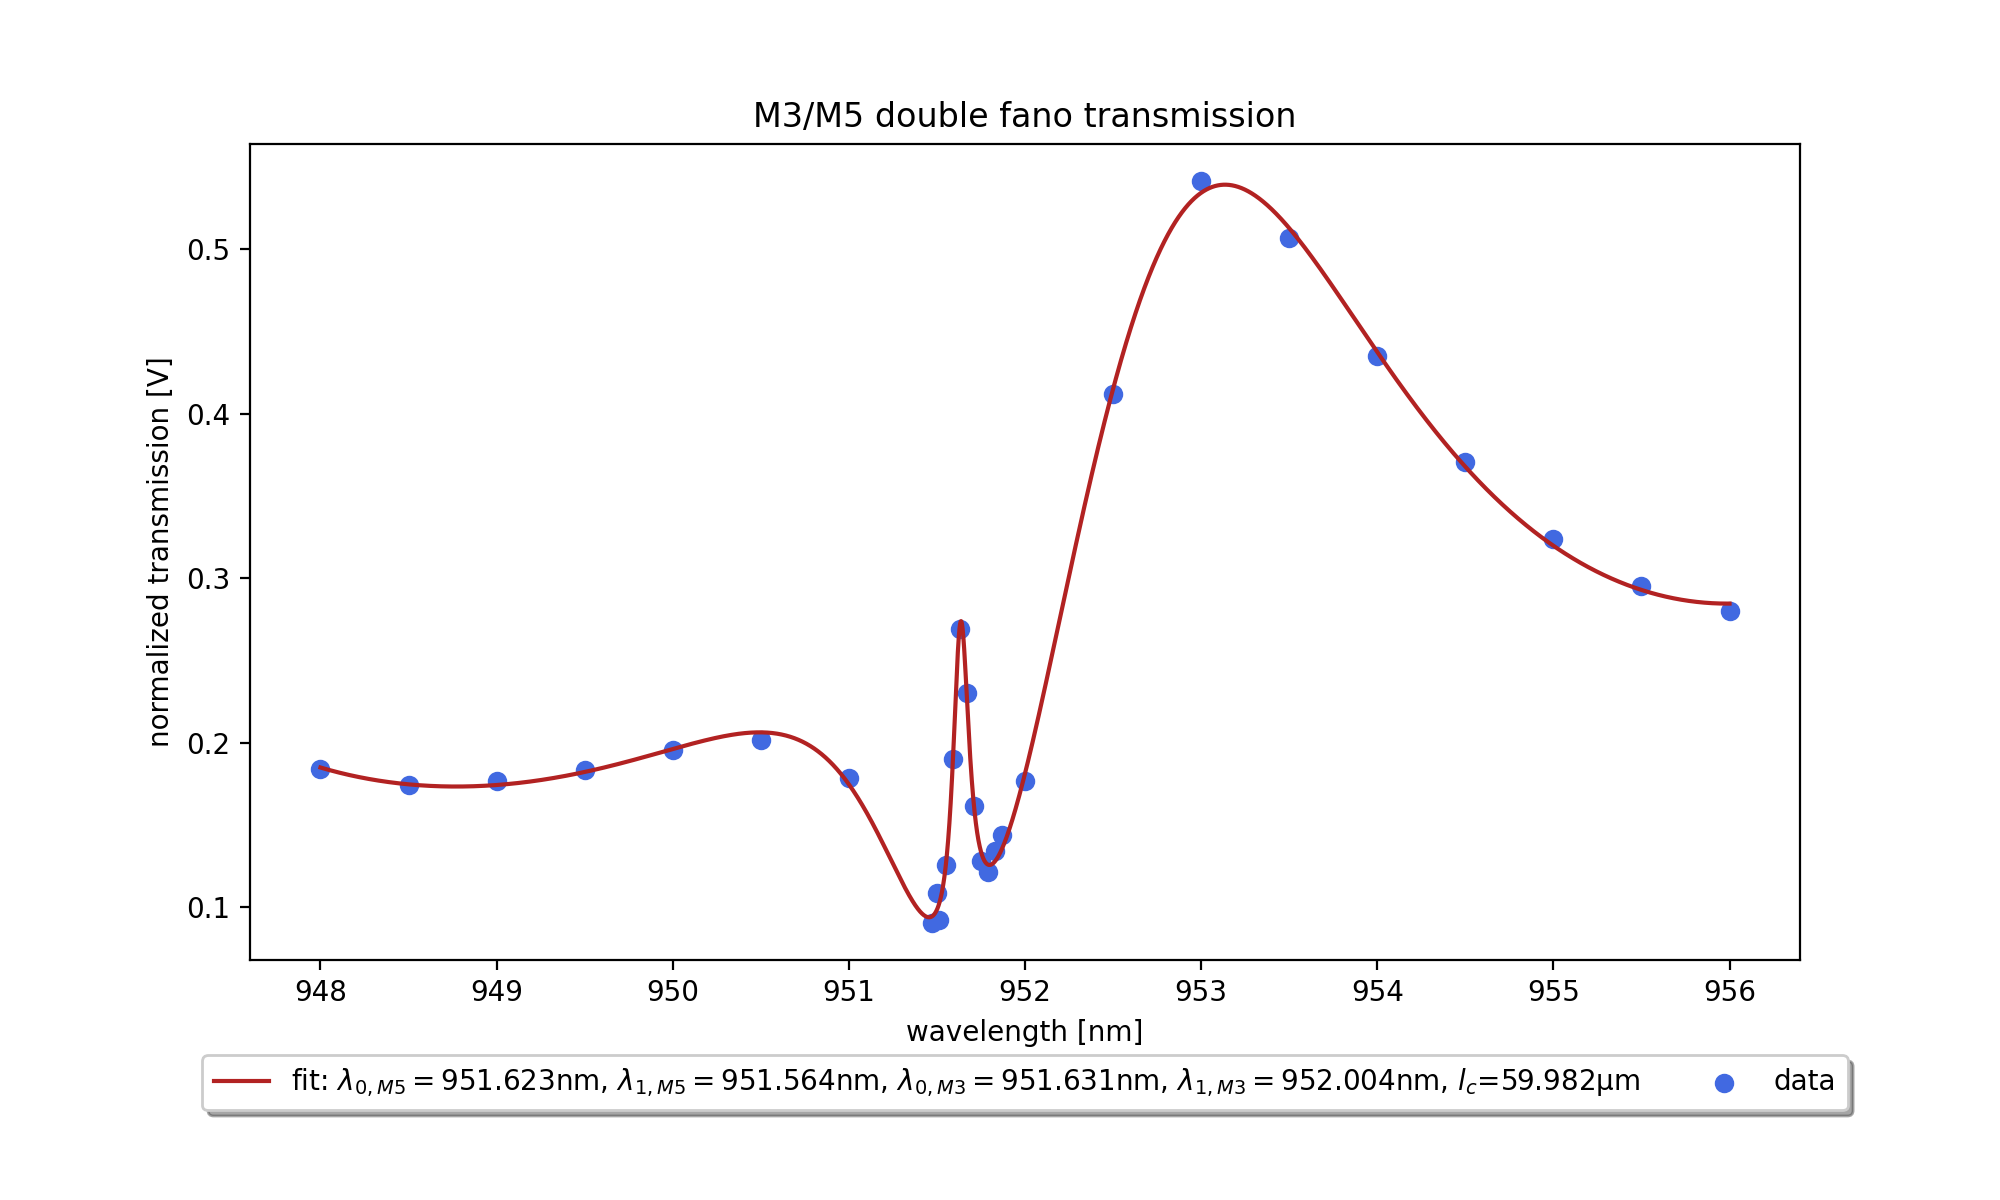 M3/M5 double fano transmission
normalized transmission [V]
0.5
0.4
0.3
0.2
0.1
948 949 950 951 952 953 954 955 956
wavelength [nm]
fit: λ₀,M5 = 951.623nm, λ₁,M5 = 951.564nm, λ₀,M3 = 951.631nm, λ₁,M3 = 952.004nm, l_c=59.982μm data